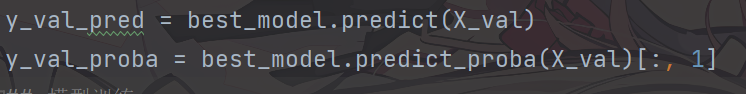 y_val_pred = best_model.predict(X_val)
y_val_proba = best_model.predict_proba(X_val)[:, 1]